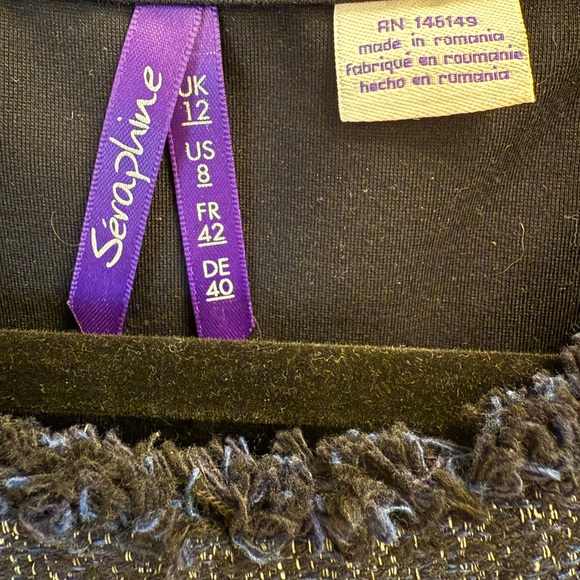 Séraphine
UK
12
US
8
FR
42
DE
40
RN 146149
made in romania
fabriqué en roumanie
hecho en rumania